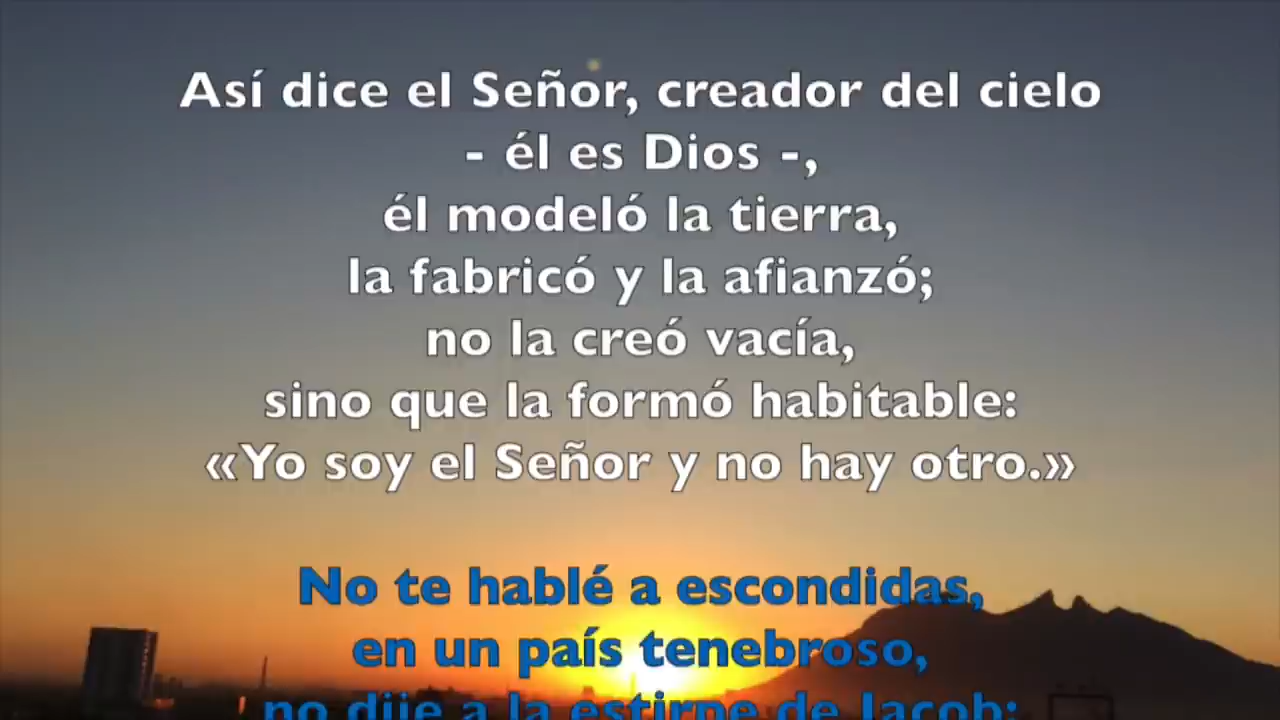 Así dice el Señor, creador del cielo
- él es Dios -,
él modeló la tierra,
la fabricó y la afianzó;
no la creó vacía,
sino que la formó habitable:
«Yo soy el Señor y no hay otro.»
No te hablé a escondidas,
en un país tenebroso,
no dije a la estirpe de Jacob: